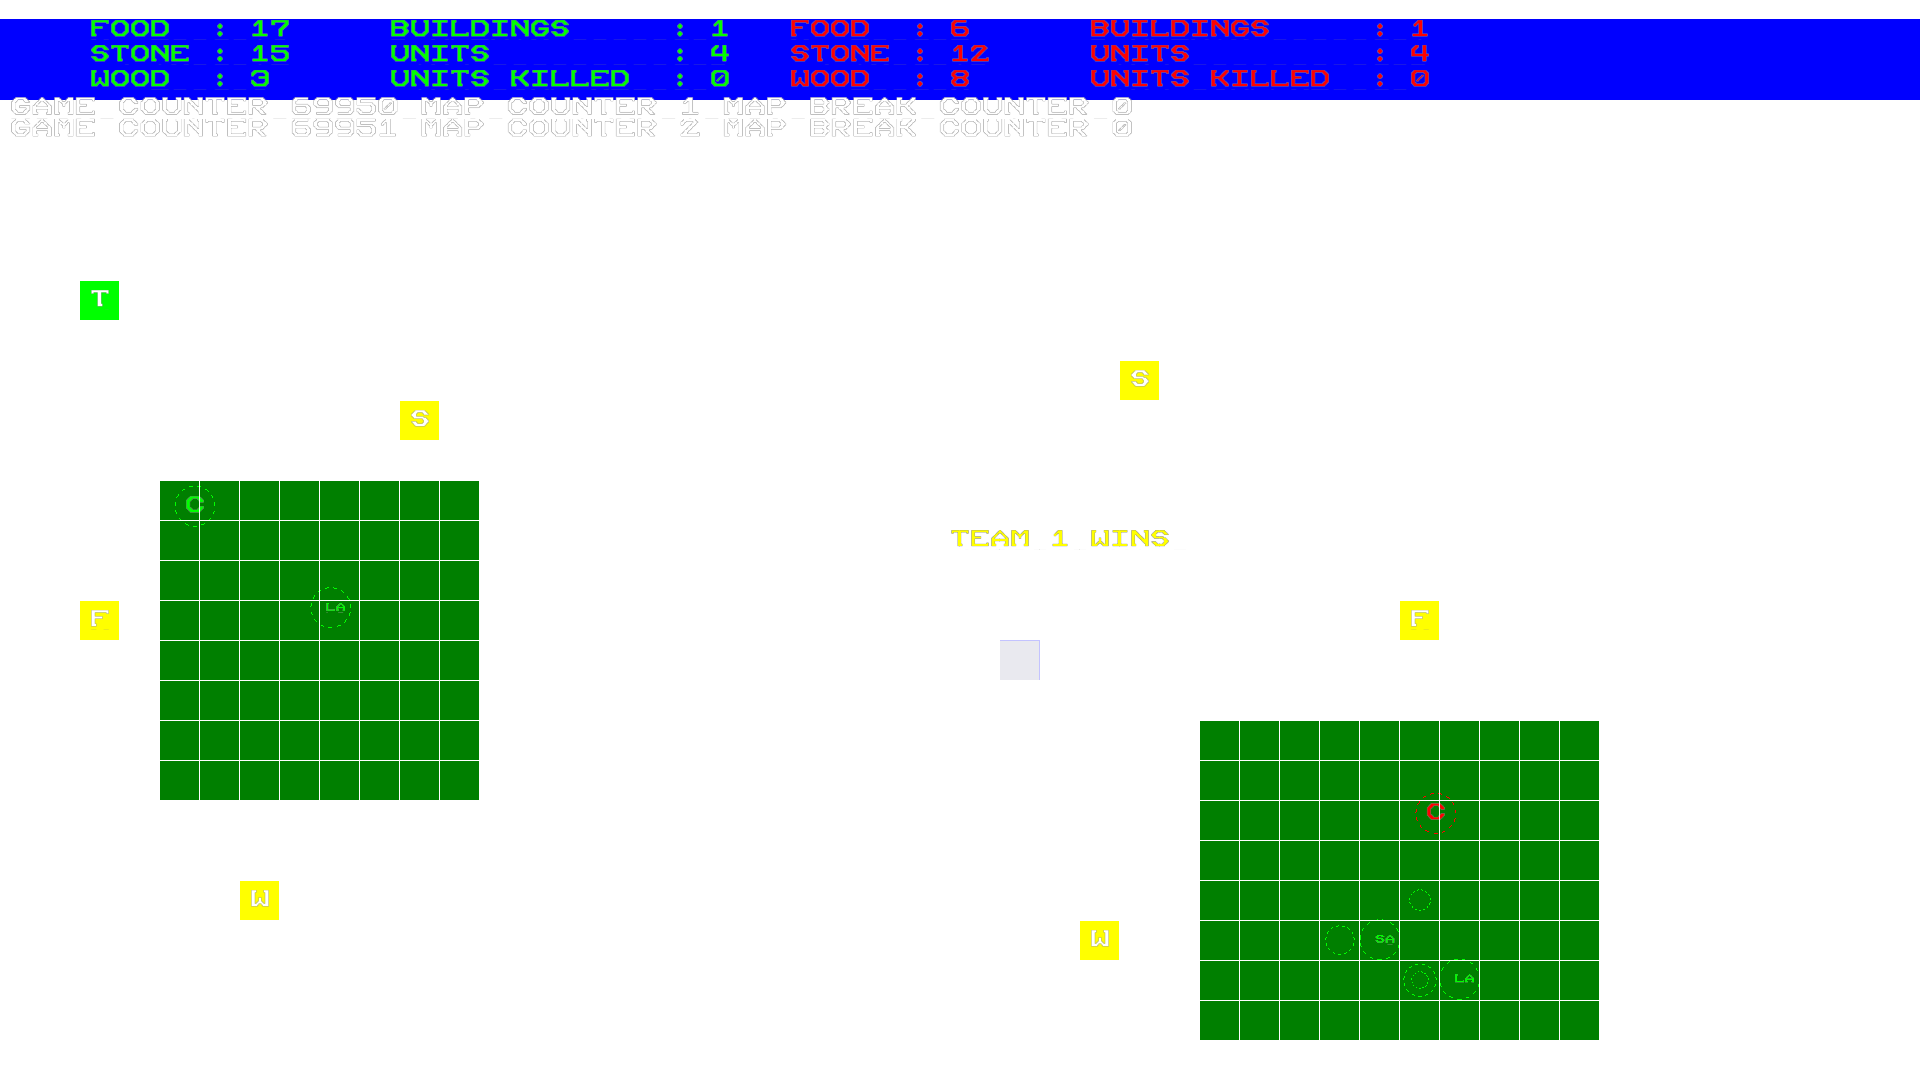 FOOD : 17 BUILDINGS : 1 FOOD : 6 BUILDINGS : 1
STONE : 15 UNITS : 4 STONE : 12 UNITS : 4
WOOD : 3 UNITS KILLED : 0 WOOD : 8 UNITS KILLED : 0
GAME COUNTER 69950 MAP COUNTER 1 MAP BREAK COUNTER 0
GAME COUNTER 69951 MAP COUNTER 2 MAP BREAK COUNTER 0
T
S
S
C
TEAM 1 WINS
LA
F
F
C
W
SA
W
LA